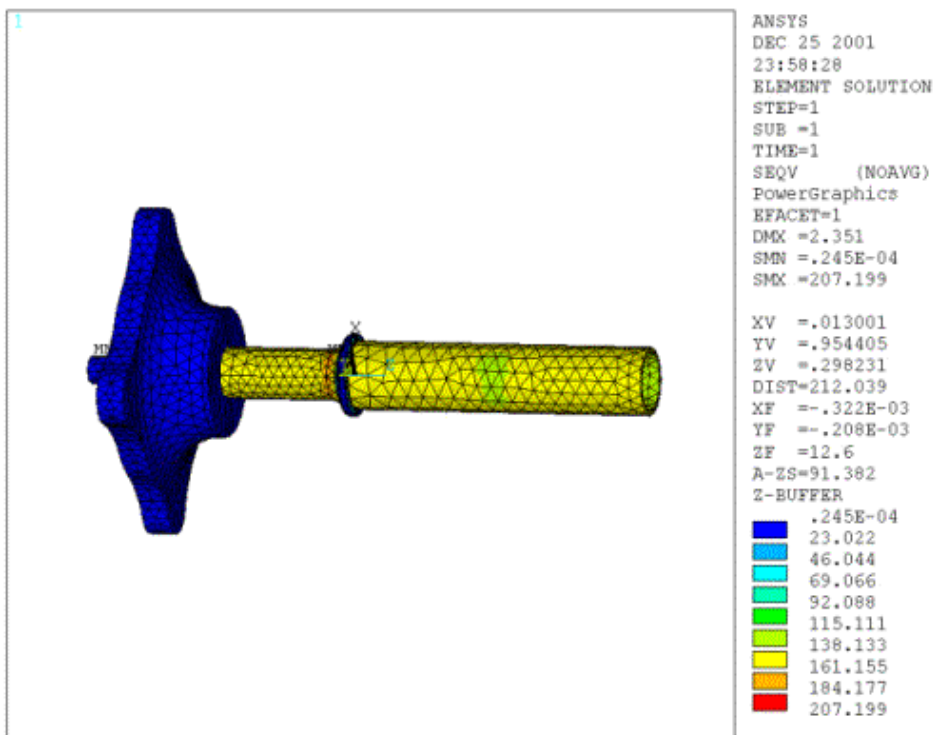 1
ANSYS
DEC 25 2001
23:58:28
ELEMENT SOLUTION
STEP=1
SUB =1
TIME=1
SEQV (NOAVG)
PowerGraphics
EFACET=1
DMX =2.351
SMN =.245E-04
SMX =207.199
XV =.013001
YV =.954405
ZV =.298231
DIST=212.039
XF =-.322E-03
YF =-.208E-03
ZF =12.6
A-ZS=91.382
Z-BUFFER
.245E-04
23.022
46.044
69.066
92.088
115.111
138.133
161.155
184.177
207.199
X